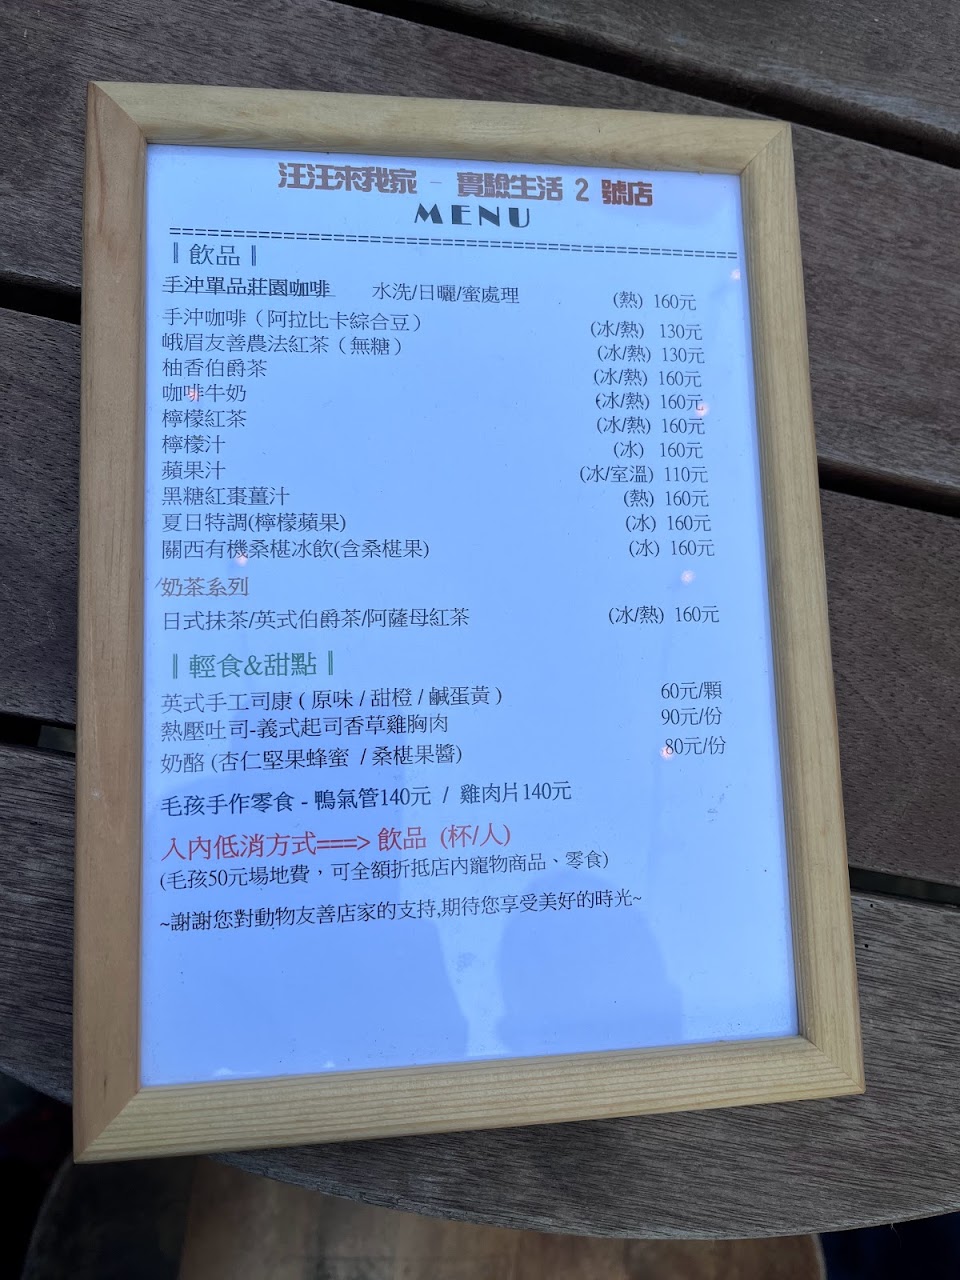 汪汪來我家 - 實驗生活 2 號店
MENU
==================================================
∥飲品∥
手沖單品莊園咖啡 水洗/日曬/蜜處理 (熱) 160元
手沖咖啡（阿拉比卡綜合豆） (冰/熱) 130元
峨眉友善農法紅茶（無糖） (冰/熱) 130元
柚香伯爵茶 (冰/熱) 160元
咖啡牛奶 (冰/熱) 160元
檸檬紅茶 (冰/熱) 160元
檸檬汁 (冰) 160元
蘋果汁 (冰/室溫) 110元
黑糖紅棗薑汁 (熱) 160元
夏日特調(檸檬蘋果) (冰) 160元
關西有機桑椹冰飲(含桑椹果) (冰) 160元
奶茶系列
日式抹茶/英式伯爵茶/阿薩母紅茶 (冰/熱) 160元
∥輕食&甜點∥
英式手工司康 ( 原味 / 甜橙 / 鹹蛋黃 ) 60元/顆
熱壓吐司-義式起司香草雞胸肉 90元/份
奶酪 (杏仁堅果蜂蜜 / 桑椹果醬) 80元/份
毛孩手作零食 - 鴨氣管140元 / 雞肉片140元
入內低消方式===> 飲品 (杯/人)
(毛孩50元場地費，可全額折抵店內寵物商品、零食)
~謝謝您對動物友善店家的支持,期待您享受美好的時光~